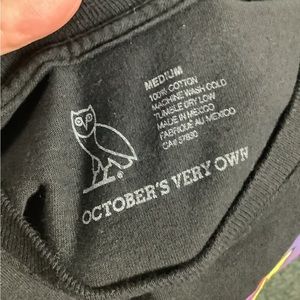 MEDIUM
100% COTTON
MACHINE WASH COLD
TUMBLE DRY LOW
MADE IN MEXICO
FABRIQUÉ AU MEXICO
CA# 57830
®
OCTOBER'S VERY OWN